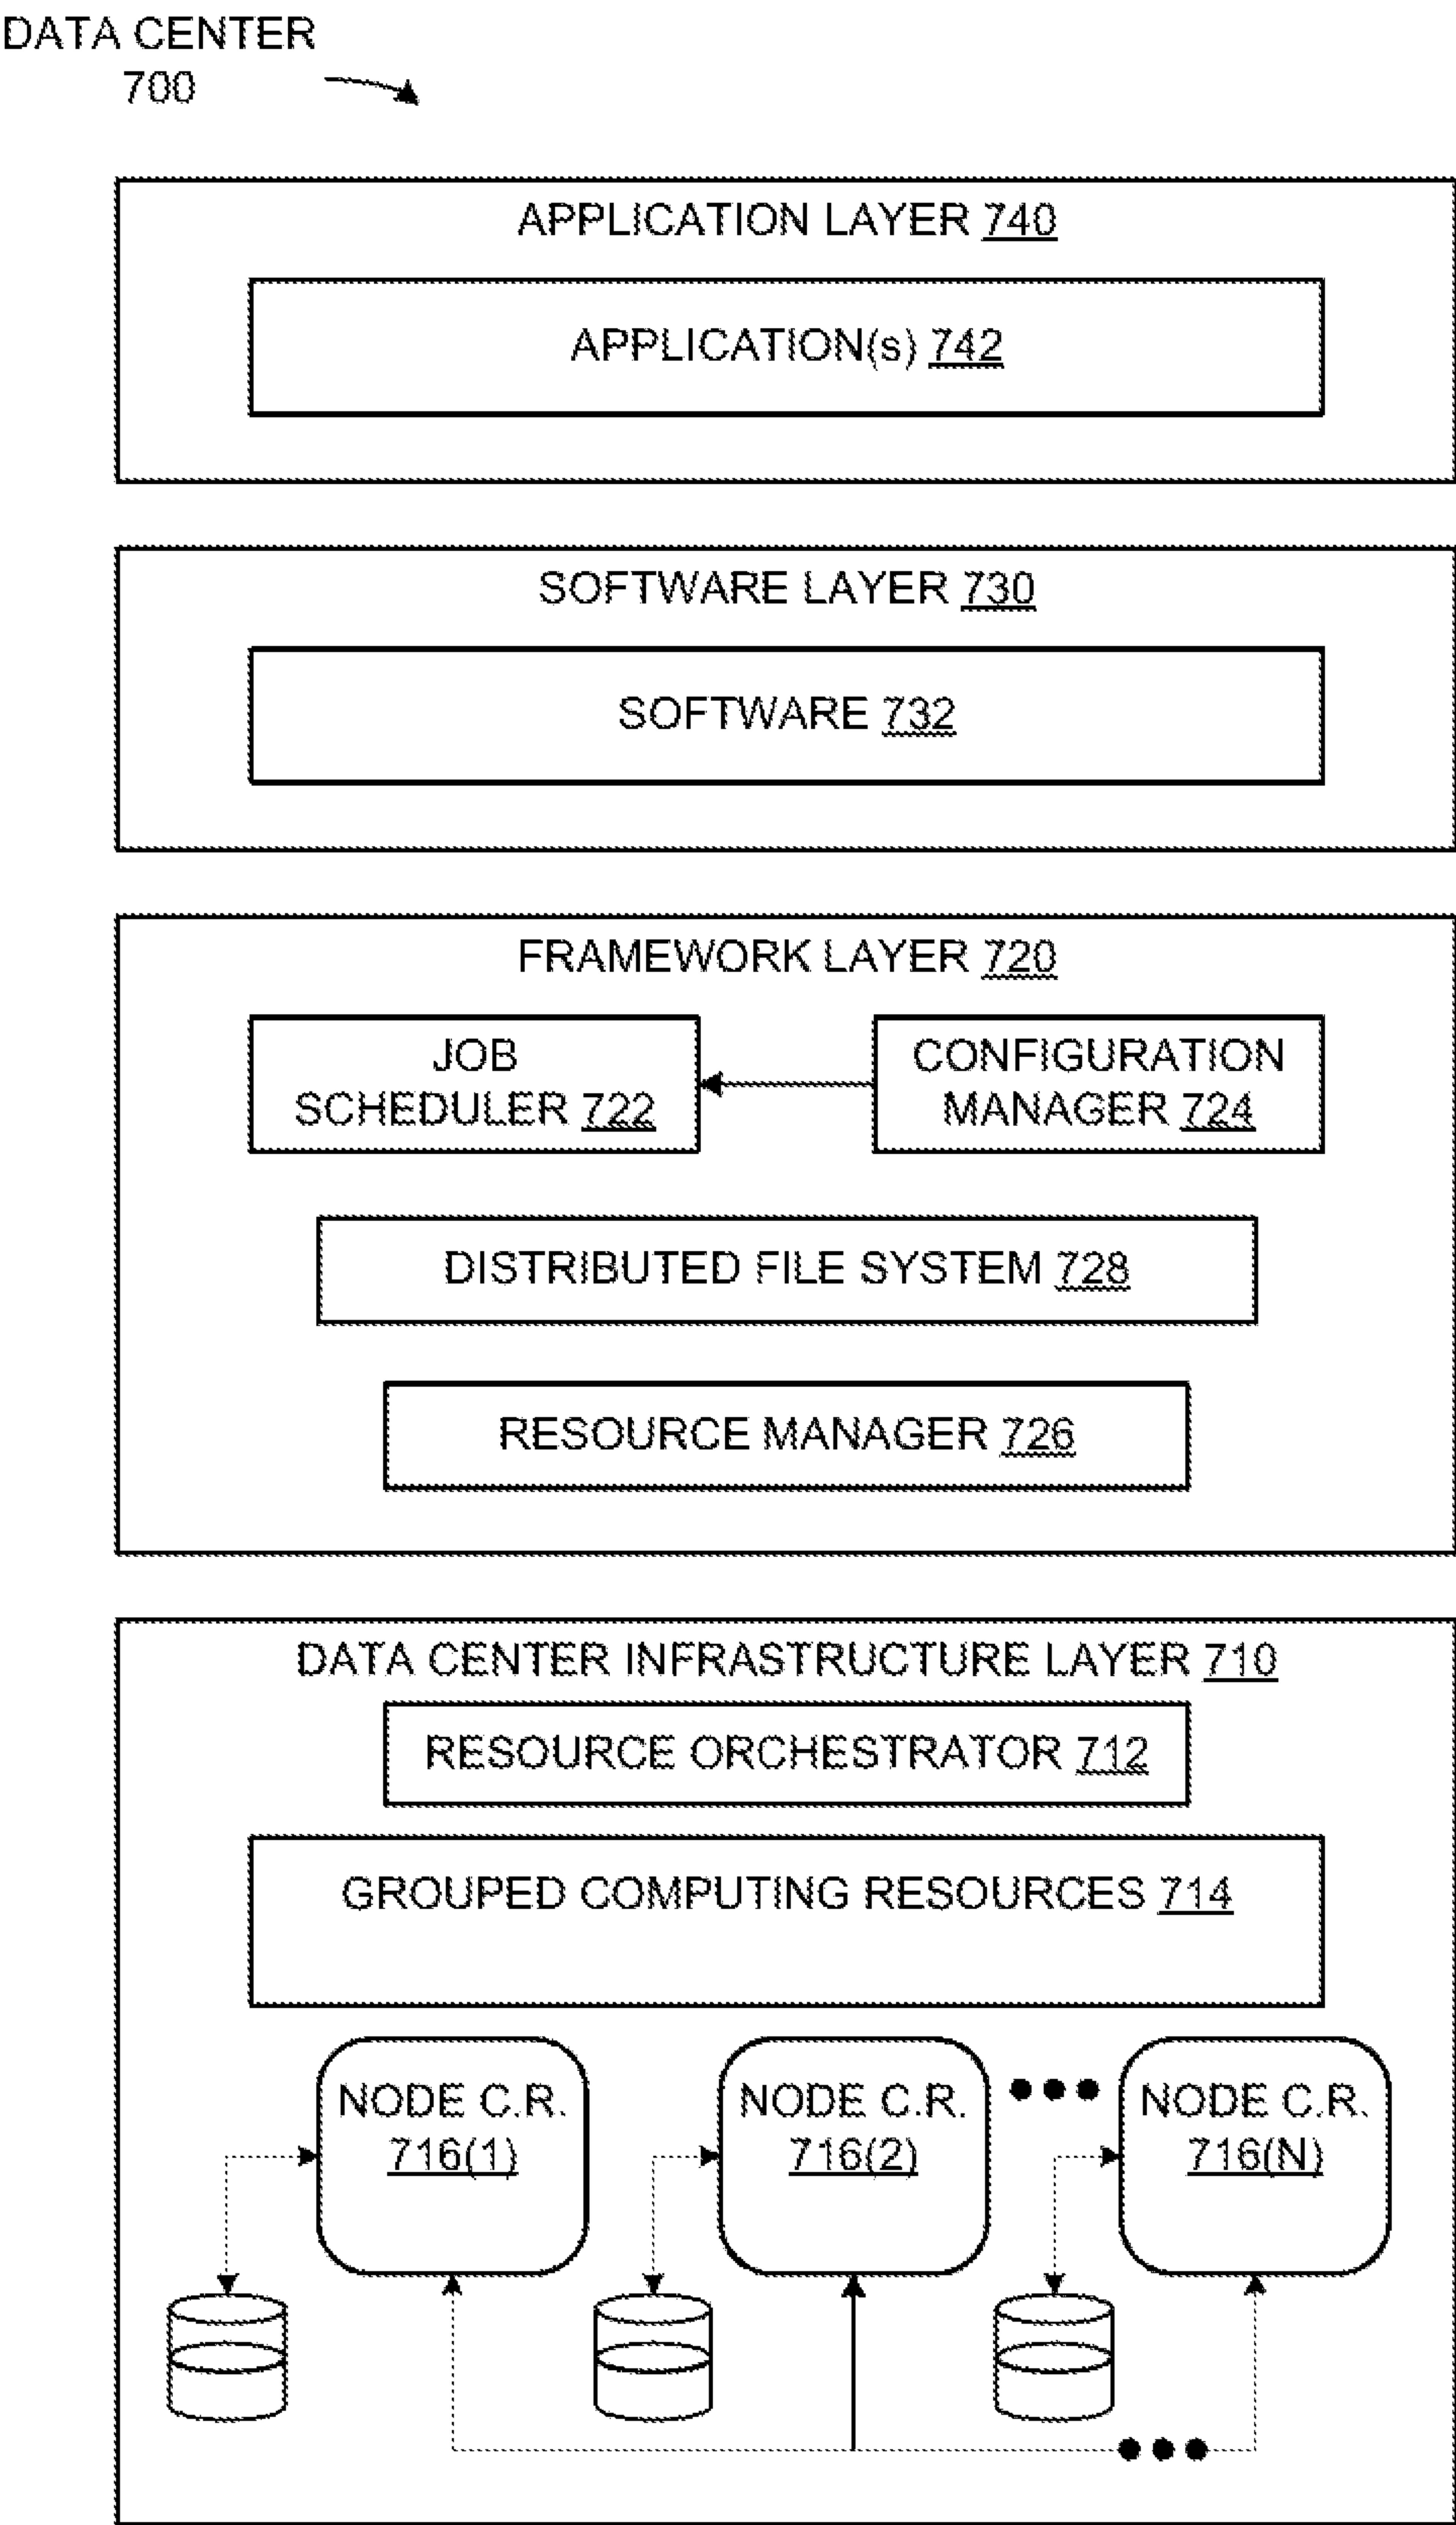 DATA CENTER
700
APPLICATION LAYER 740
APPLICATION(s) 742
SOFTWARE LAYER 730
SOFTWARE 732
FRAMEWORK LAYER 720
JOB
SCHEDULER 722
CONFIGURATION
MANAGER 724
DISTRIBUTED FILE SYSTEM 728
RESOURCE MANAGER 726
DATA CENTER INFRASTRUCTURE LAYER 710
RESOURCE ORCHESTRATOR 712
GROUPED COMPUTING RESOURCES 714
NODE C.R.
716(1)
NODE C.R.
716(2)
NODE C.R.
716(N)